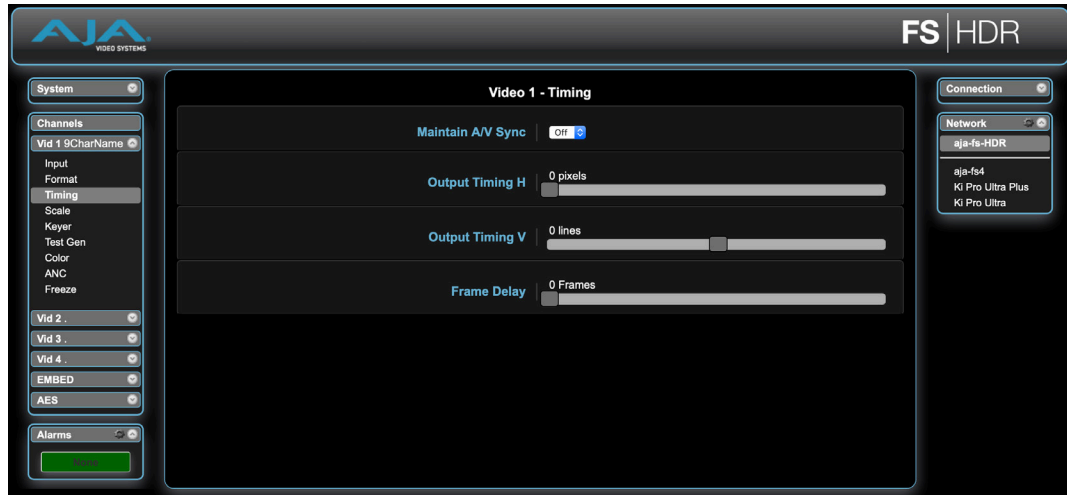 AJA
VIDEO SYSTEMS
FS|HDR
System
Channels
Vid 1 9CharName
Input
Format
Timing
Scale
Keyer
Test Gen
Color
ANC
Freeze
Vid 2 .
Vid 3 .
Vid 4 .
EMBED
AES
Alarms
None
Video 1 - Timing
Maintain A/V Sync
Off
Output Timing H
0 pixels
Output Timing V
0 lines
Frame Delay
0 Frames
Connection
Network
aja-fs-HDR
aja-fs4
Ki Pro Ultra Plus
Ki Pro Ultra